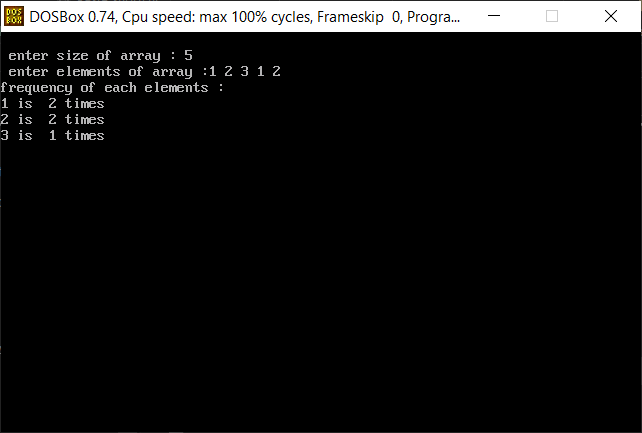 DOS BOX
DOSBox 0.74, Cpu speed: max 100% cycles, Frameskip  0, Progra...
enter size of array : 5
enter elements of array :1 2 3 1 2
frequency of each elements :
1 is  2 times
2 is  2 times
3 is  1 times